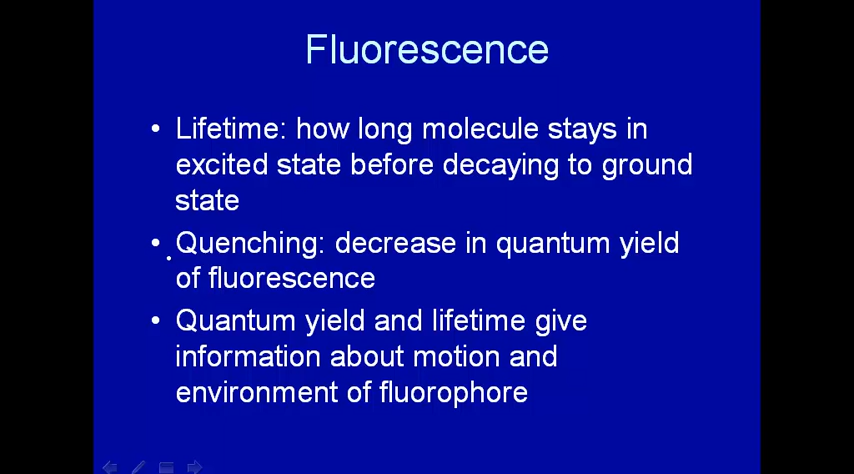 Fluorescence
• Lifetime: how long molecule stays in
excited state before decaying to ground
state
• Quenching: decrease in quantum yield
of fluorescence
• Quantum yield and lifetime give
information about motion and
environment of fluorophore